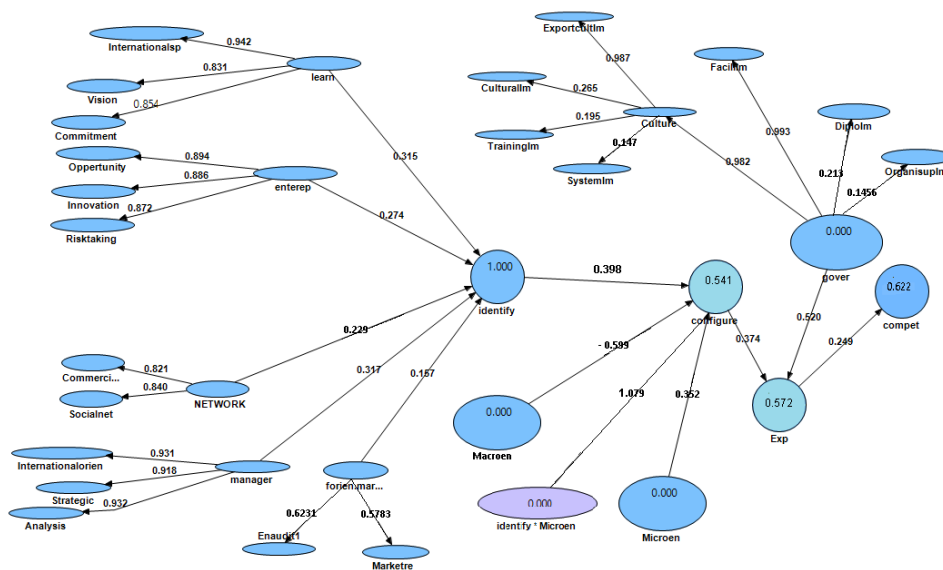 ExportcultIm
Internationalsp
0.942
learn
0.987
FacilIm
Vision
0.831
CulturalIm
0.265
0.854
Commitment
Culture
0.993
DiploIm
0.195
TrainingIm
0.147
0.982
Oppertunity
0.894
0.315
SystemIm
0.213
OrganisupIm
0.1456
Innovation
0.886
enterep
Risktaking
0.872
0.274
0.000
gover
1.000
identify
0.398
0.541
configure
0.622
compet
0.229
- 0.599
0.520
0.374
0.249
Commerci...
0.821
0.317
0.157
Socialnet
0.840
NETWORK
1.079
0.352
0.572
Exp
0.000
Macroen
Internationalorien
0.931
manager
0.918
Strategic
forien.mar...
0.932
Analysis
0.6231
0.5783
0.000
identify * Microen
0.000
Microen
Enaudit1
Marketre